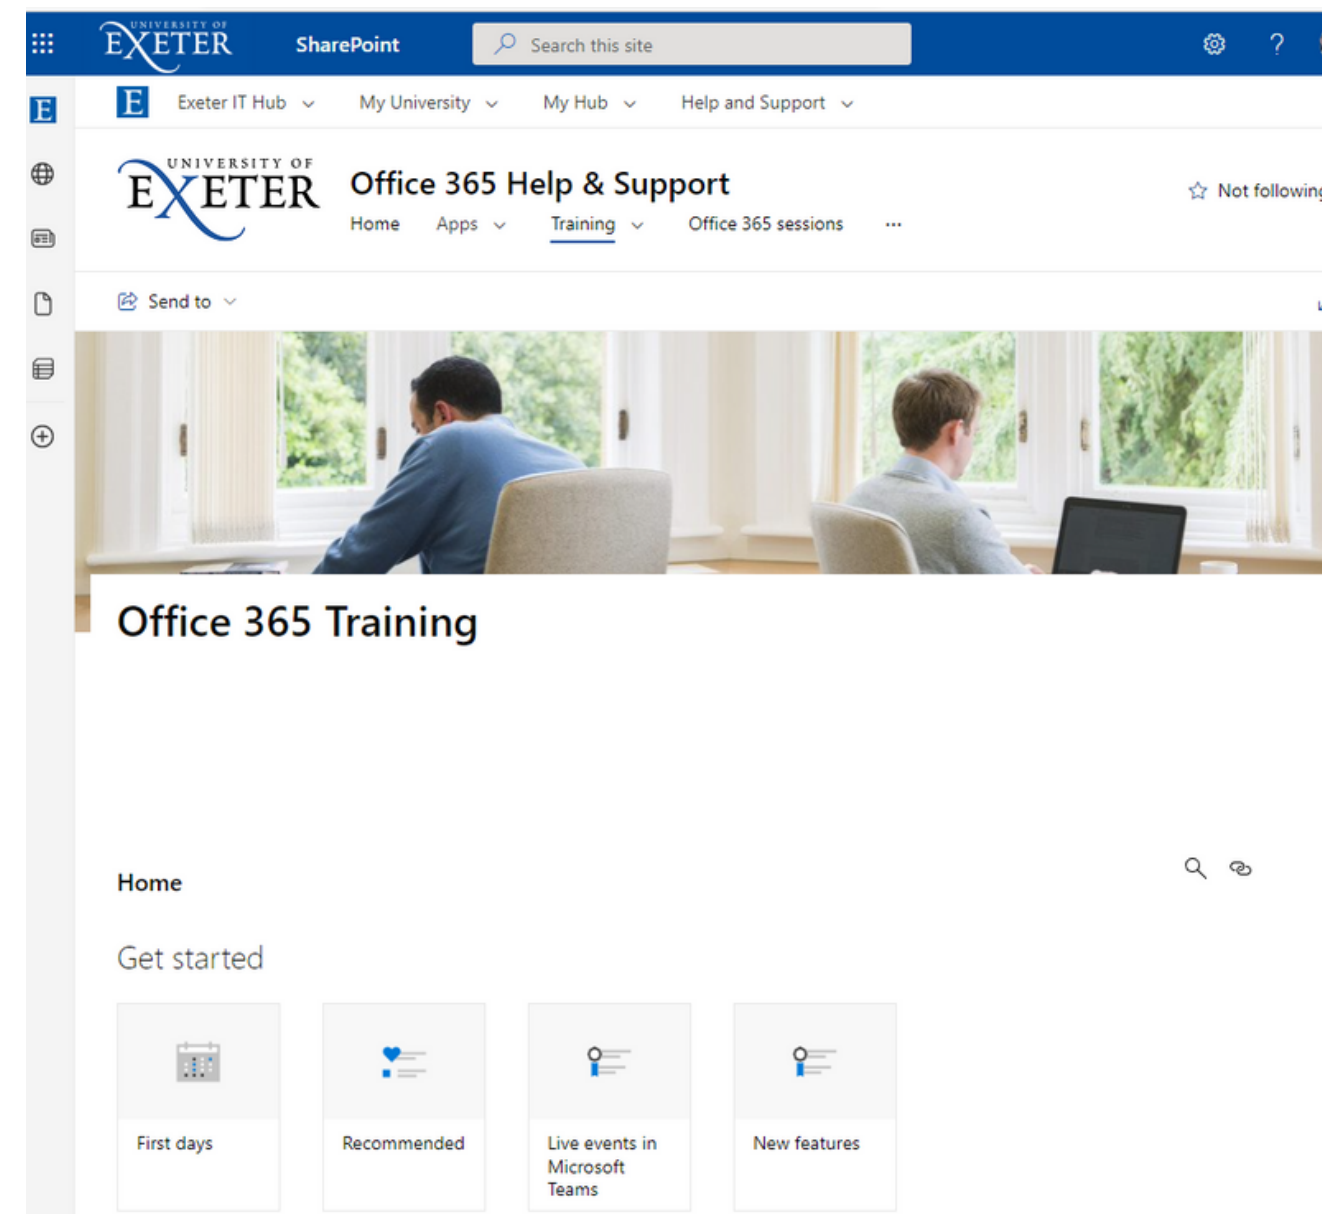 UNIVERSITY OF
EXETER
SharePoint
Search this site
?
E
E
Exeter IT Hub
My University
My Hub
Help and Support
UNIVERSITY OF
EXETER
Office 365 Help & Support
Not following
Home
Apps
Training
Office 365 sessions
...
Send to
Office 365 Training
Home
Get started
First days
Recommended
Live events in
Microsoft
Teams
New features